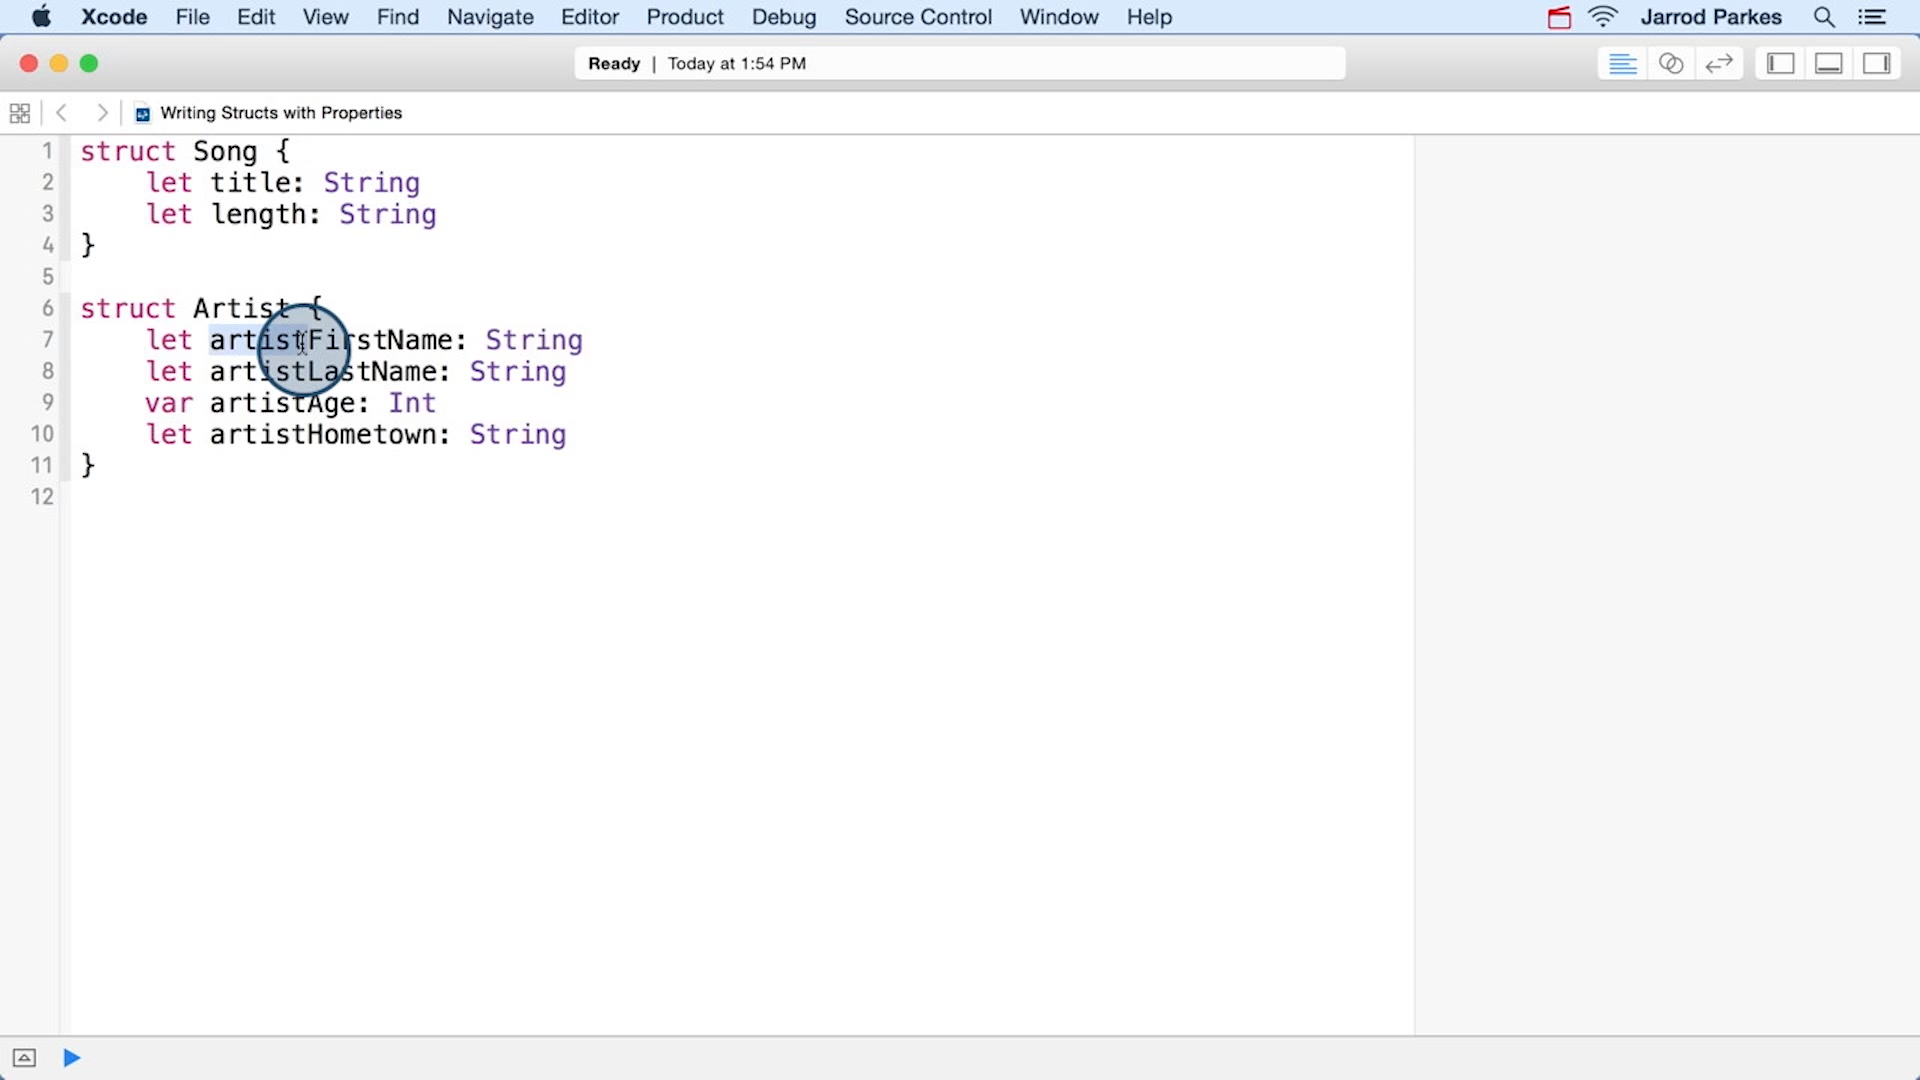 Xcode File Edit View Find Navigate Editor Product Debug Source Control Window Help Jarrod Parkes
Ready | Today at 1:54 PM
Writing Structs with Properties
1 struct Song {
2 let title: String
3 let length: String
4 }
5
6 struct Artist {
7 let artistFirstName: String
8 let artistLastName: String
9 var artistAge: Int
10 let artistHometown: String
11 }
12